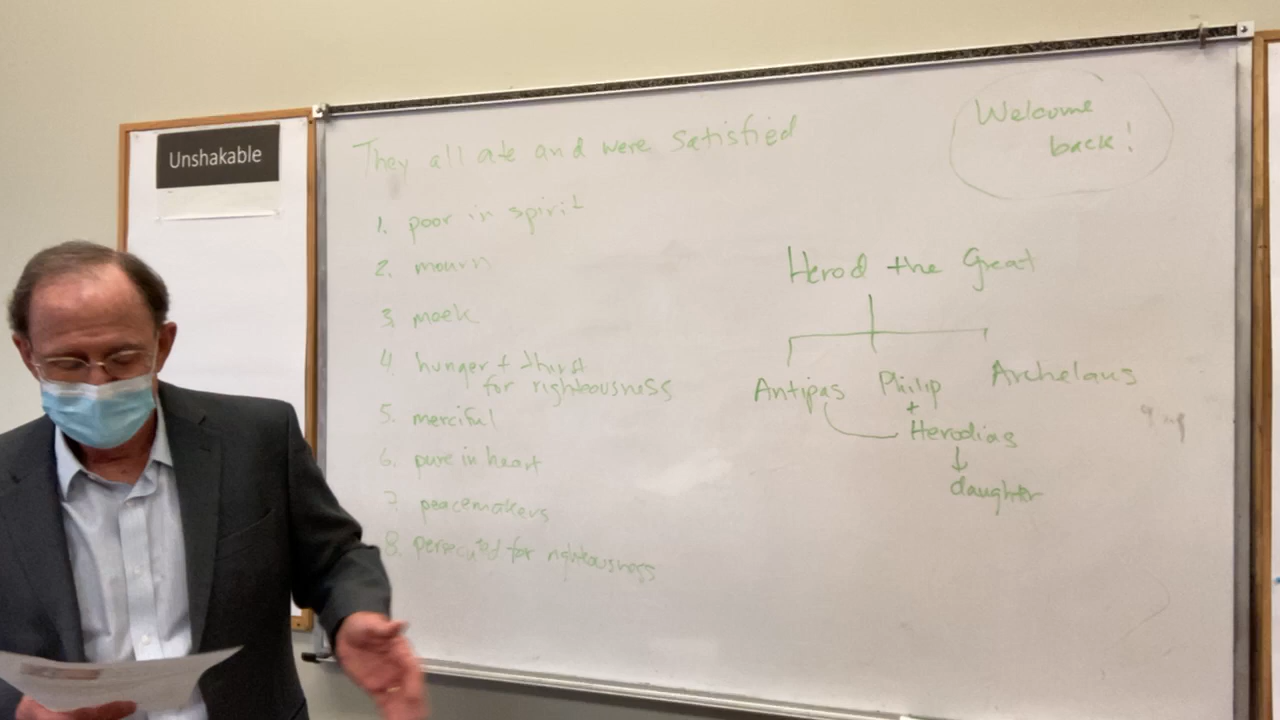 Unshakable
They all ate and were satisfied
Welcome
back!
1. poor in spirit
2. mourn
3. meek
4. hunger + thirst
for righteousness
5. merciful
6. pure in heart
7. peacemakers
8. persecuted for righteousness
Herod the Great
Antipas Philip Archelaus
+
Herodias
daughter